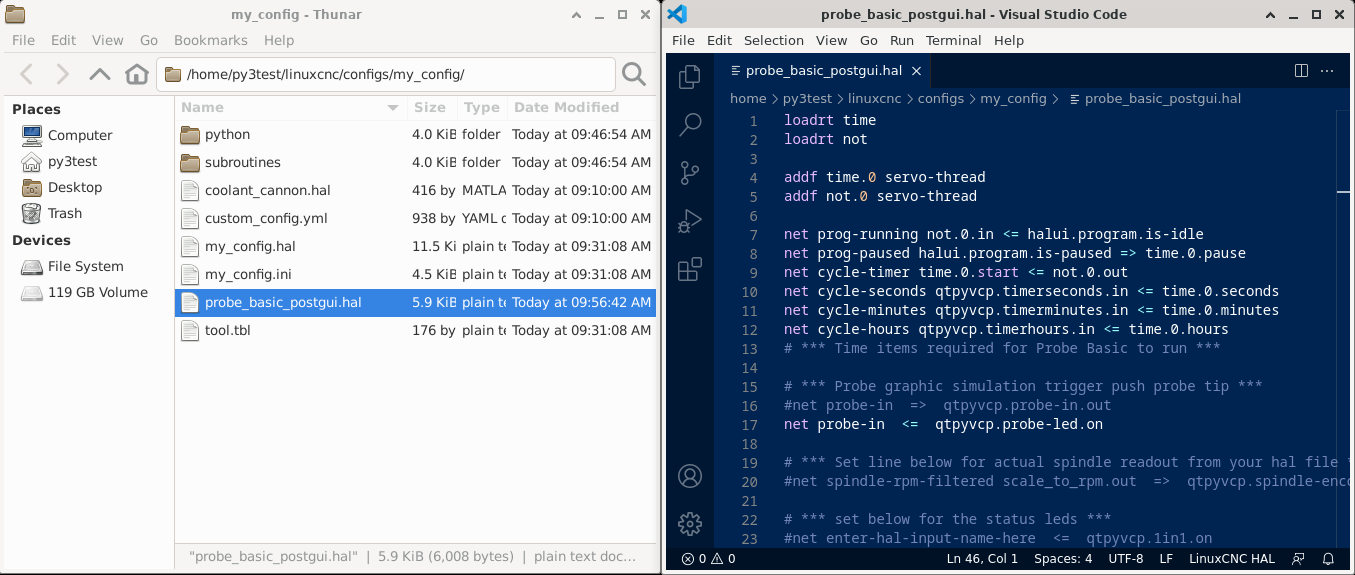 my_config - Thunar
File Edit View Go Bookmarks Help
/home/py3test/linuxcnc/configs/my_config/
Places
Computer
py3test
Desktop
Trash
Devices
File System
119 GB Volume
Name Size Type Date Modified
python 4.0 KiB folder Today at 09:46:54 AM
subroutines 4.0 KiB folder Today at 09:46:54 AM
coolant_cannon.hal 416 by MATLA Today at 09:10:00 AM
custom_config.yml 938 by YAML d Today at 09:10:00 AM
my_config.hal 11.5 Ki plain te Today at 09:31:08 AM
my_config.ini 4.5 KiB plain te Today at 09:31:08 AM
probe_basic_postgui.hal 5.9 KiB plain te Today at 09:56:42 AM
tool.tbl 176 by plain te Today at 09:31:08 AM
"probe_basic_postgui.hal" | 5.9 KiB (6,008 bytes) | plain text doc...
probe_basic_postgui.hal - Visual Studio Code
File Edit Selection View Go Run Terminal Help
probe_basic_postgui.hal
home > py3test > linuxcnc > configs > my_config > probe_basic_postgui.hal
1 loadrt time
2 loadrt not
3
4 addf time.0 servo-thread
5 addf not.0 servo-thread
6
7 net prog-running not.0.in <= halui.program.is-idle
8 net prog-paused halui.program.is-paused => time.0.pause
9 net cycle-timer time.0.start <= not.0.out
10 net cycle-seconds qtpyvcp.timerseconds.in <= time.0.seconds
11 net cycle-minutes qtpyvcp.timerminutes.in <= time.0.minutes
12 net cycle-hours qtpyvcp.timerhours.in <= time.0.hours
13 # *** Time items required for Probe Basic to run ***
14
15 # *** Probe graphic simulation trigger push probe tip ***
16 #net probe-in => qtpyvcp.probe-in.out
17 net probe-in <= qtpyvcp.probe-led.on
18
19 # *** Set line below for actual spindle readout from your hal file *
20 #net spindle-rpm-filtered scale_to_rpm.out => qtpyvcp.spindle-enco
21
22 # *** set below for the status leds ***
23 #net enter-hal-input-name-here <= qtpyvcp.1in1.on
0 0 Ln 46, Col 1 Spaces: 4 UTF-8 LF LinuxCNC HAL